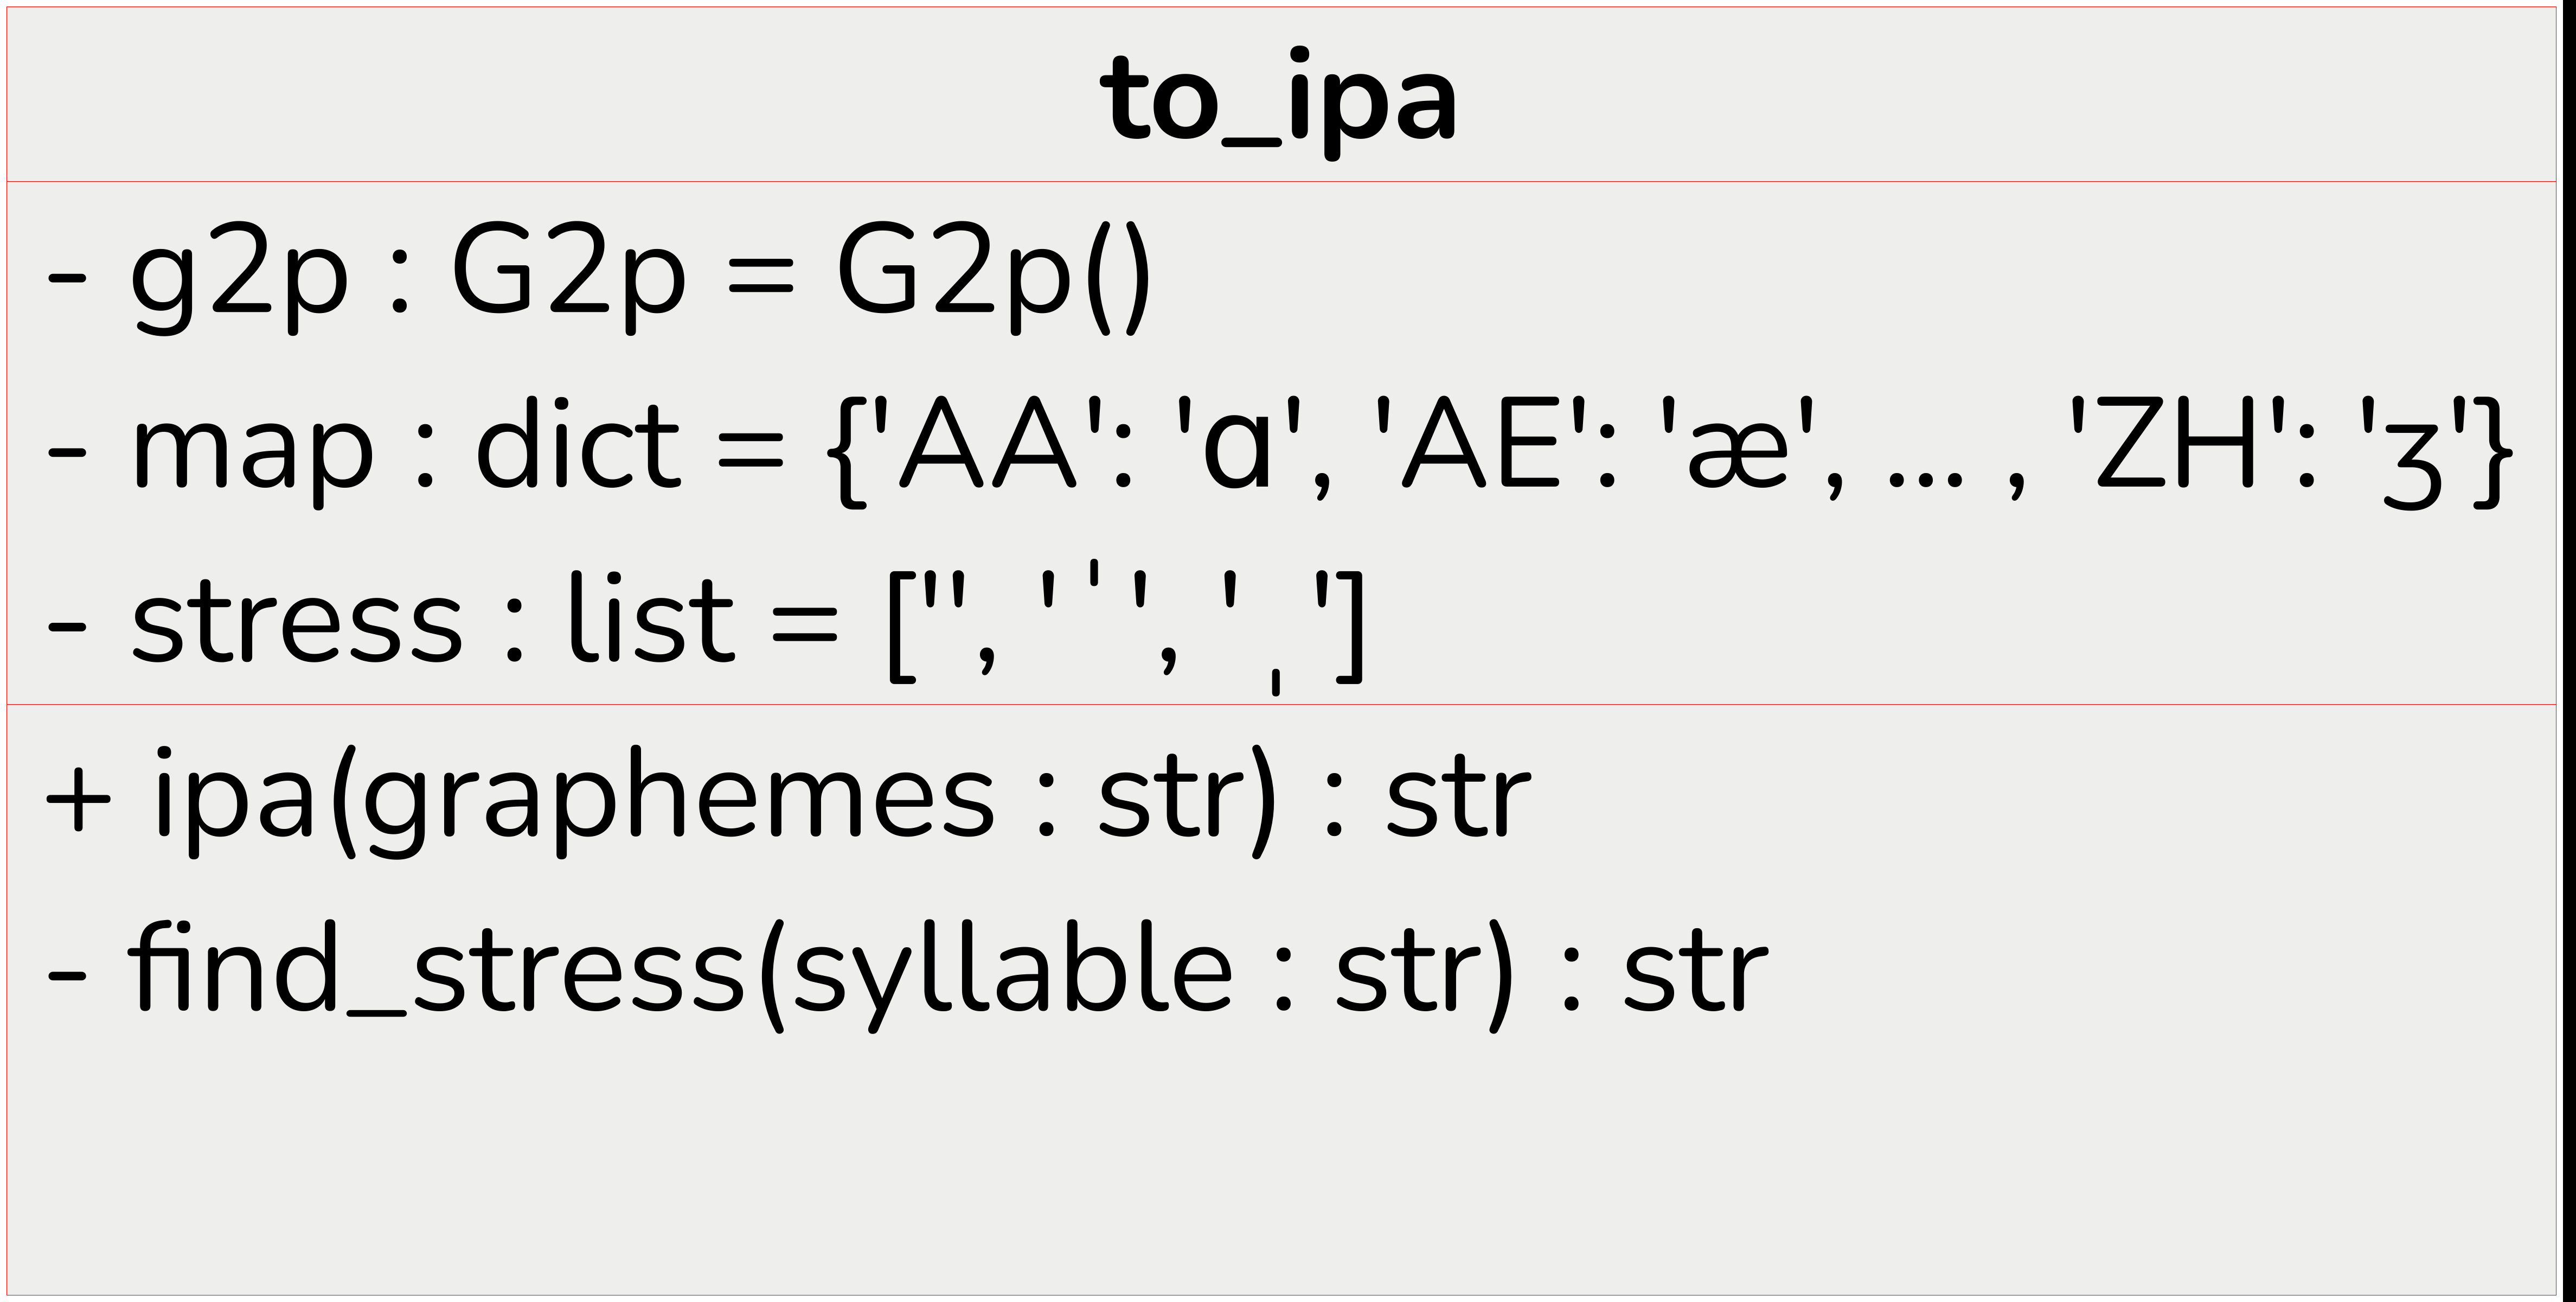 to_ipa
- g2p : G2p = G2p()
- map : dict = {'AA': 'ɑ', 'AE': 'æ', ... , 'ZH': 'ʒ'}
- stress : list = ['', ' ˈ ', ' ˌ ']
+ ipa(graphemes : str) : str
- find_stress(syllable : str) : str